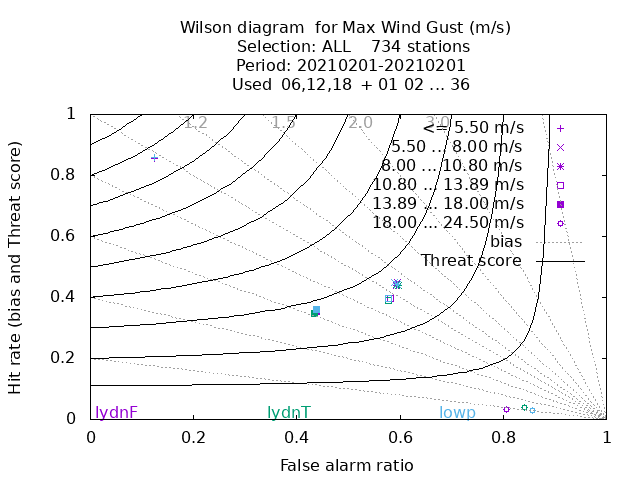 Wilson diagram  for Max Wind Gust (m/s)
Selection: ALL    734 stations
Period: 20210201-20210201
Used  06,12,18  + 01 02 ... 36
1.2 1.5 2.0 3.0
<= 5.50 m/s
5.50 ... 8.00 m/s
8.00 ... 10.80 m/s
10.80 ... 13.89 m/s
13.89 ... 18.00 m/s
18.00 ... 24.50 m/s
bias
Threat score
Hit rate (bias and Threat score)
1
0.8
0.6
0.4
0.2
0
lydnF lydnT lowp
0 0.2 0.4 0.6 0.8 1
False alarm ratio